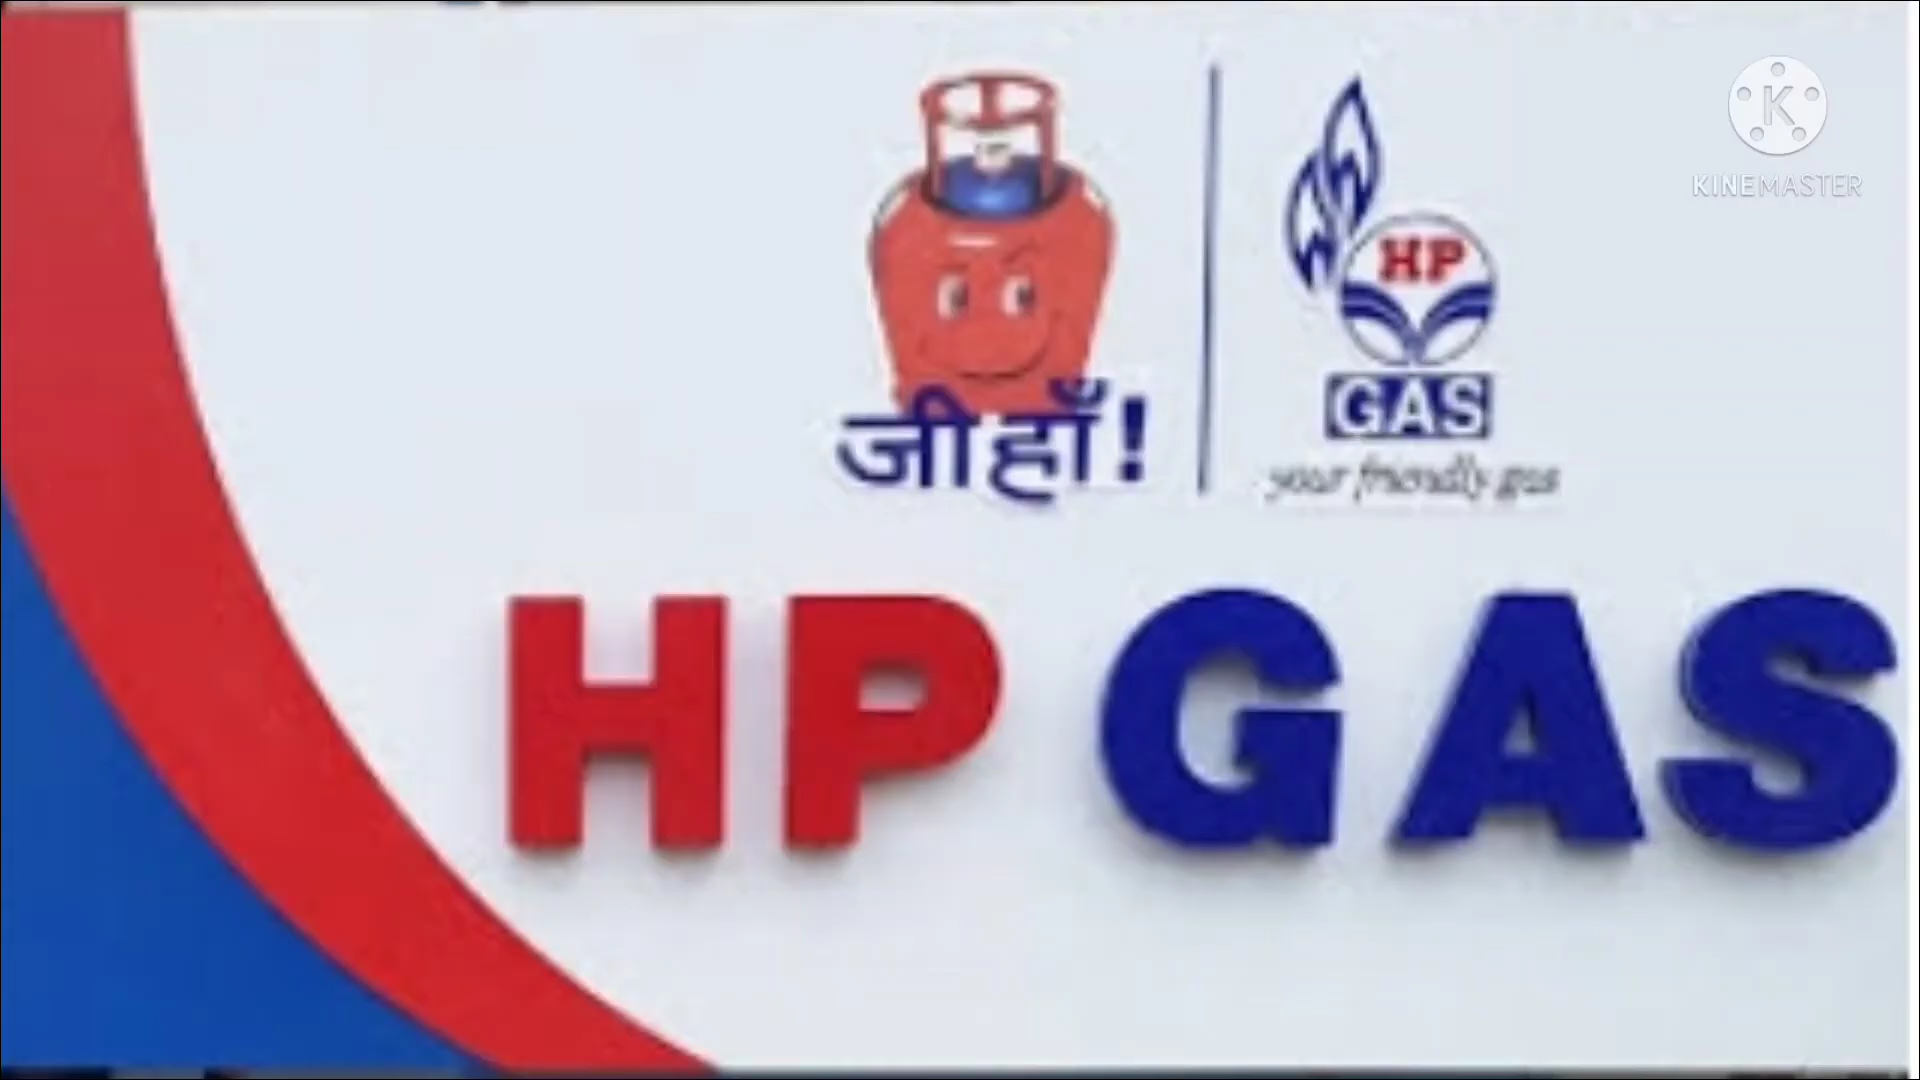 KINEMASTER
HP
GAS
जी हाँ!
your friendly gas
HP GAS